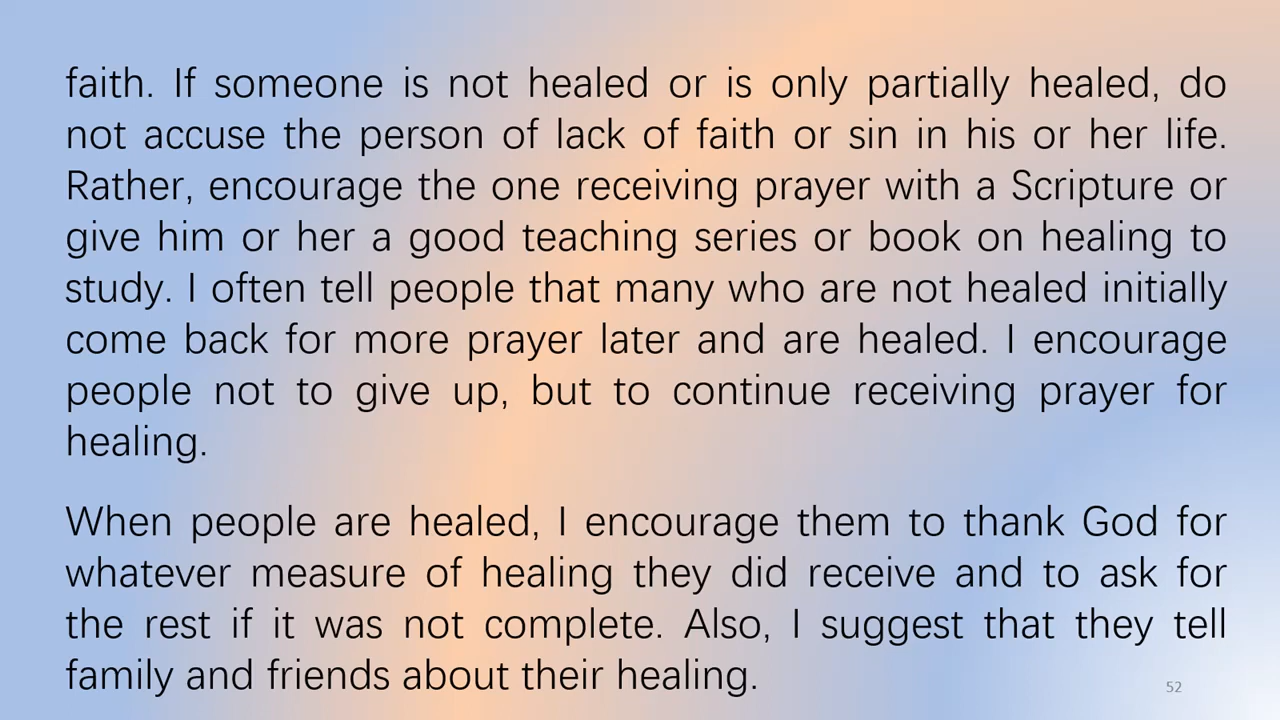 faith. If someone is not healed or is only partially healed, do
not accuse the person of lack of faith or sin in his or her life.
Rather, encourage the one receiving prayer with a Scripture or
give him or her a good teaching series or book on healing to
study. I often tell people that many who are not healed initially
come back for more prayer later and are healed. I encourage
people not to give up, but to continue receiving prayer for
healing.
When people are healed, I encourage them to thank God for
whatever measure of healing they did receive and to ask for
the rest if it was not complete. Also, I suggest that they tell
family and friends about their healing.
52